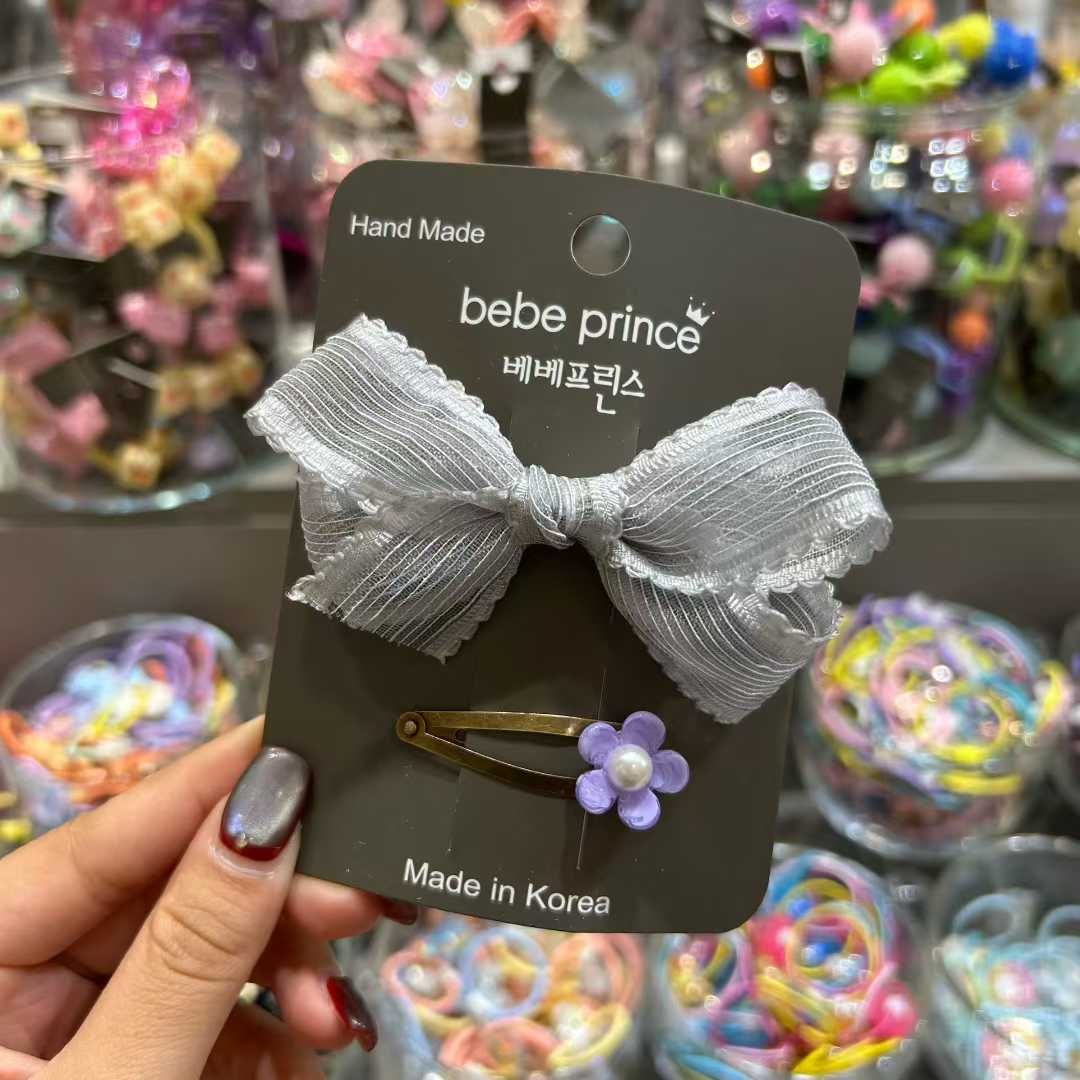 Hand Made
bebe prince
베베프린스
Made in Korea